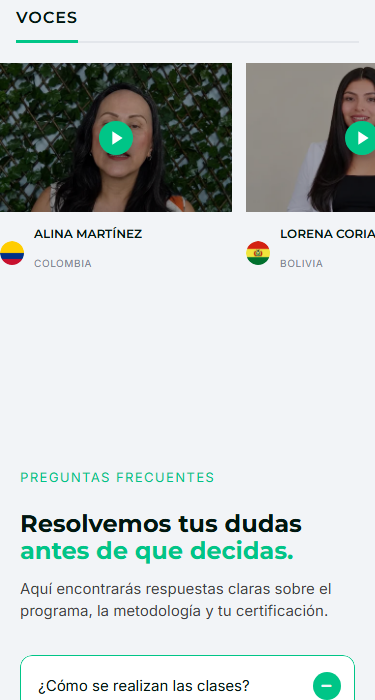 VOCES
ALINA MARTÍNEZ
COLOMBIA
LORENA CORIA
BOLIVIA
PREGUNTAS FRECUENTES
Resolvemos tus dudas
antes de que decidas.
Aquí encontrarás respuestas claras sobre el
programa, la metodología y tu certificación.
¿Cómo se realizan las clases?